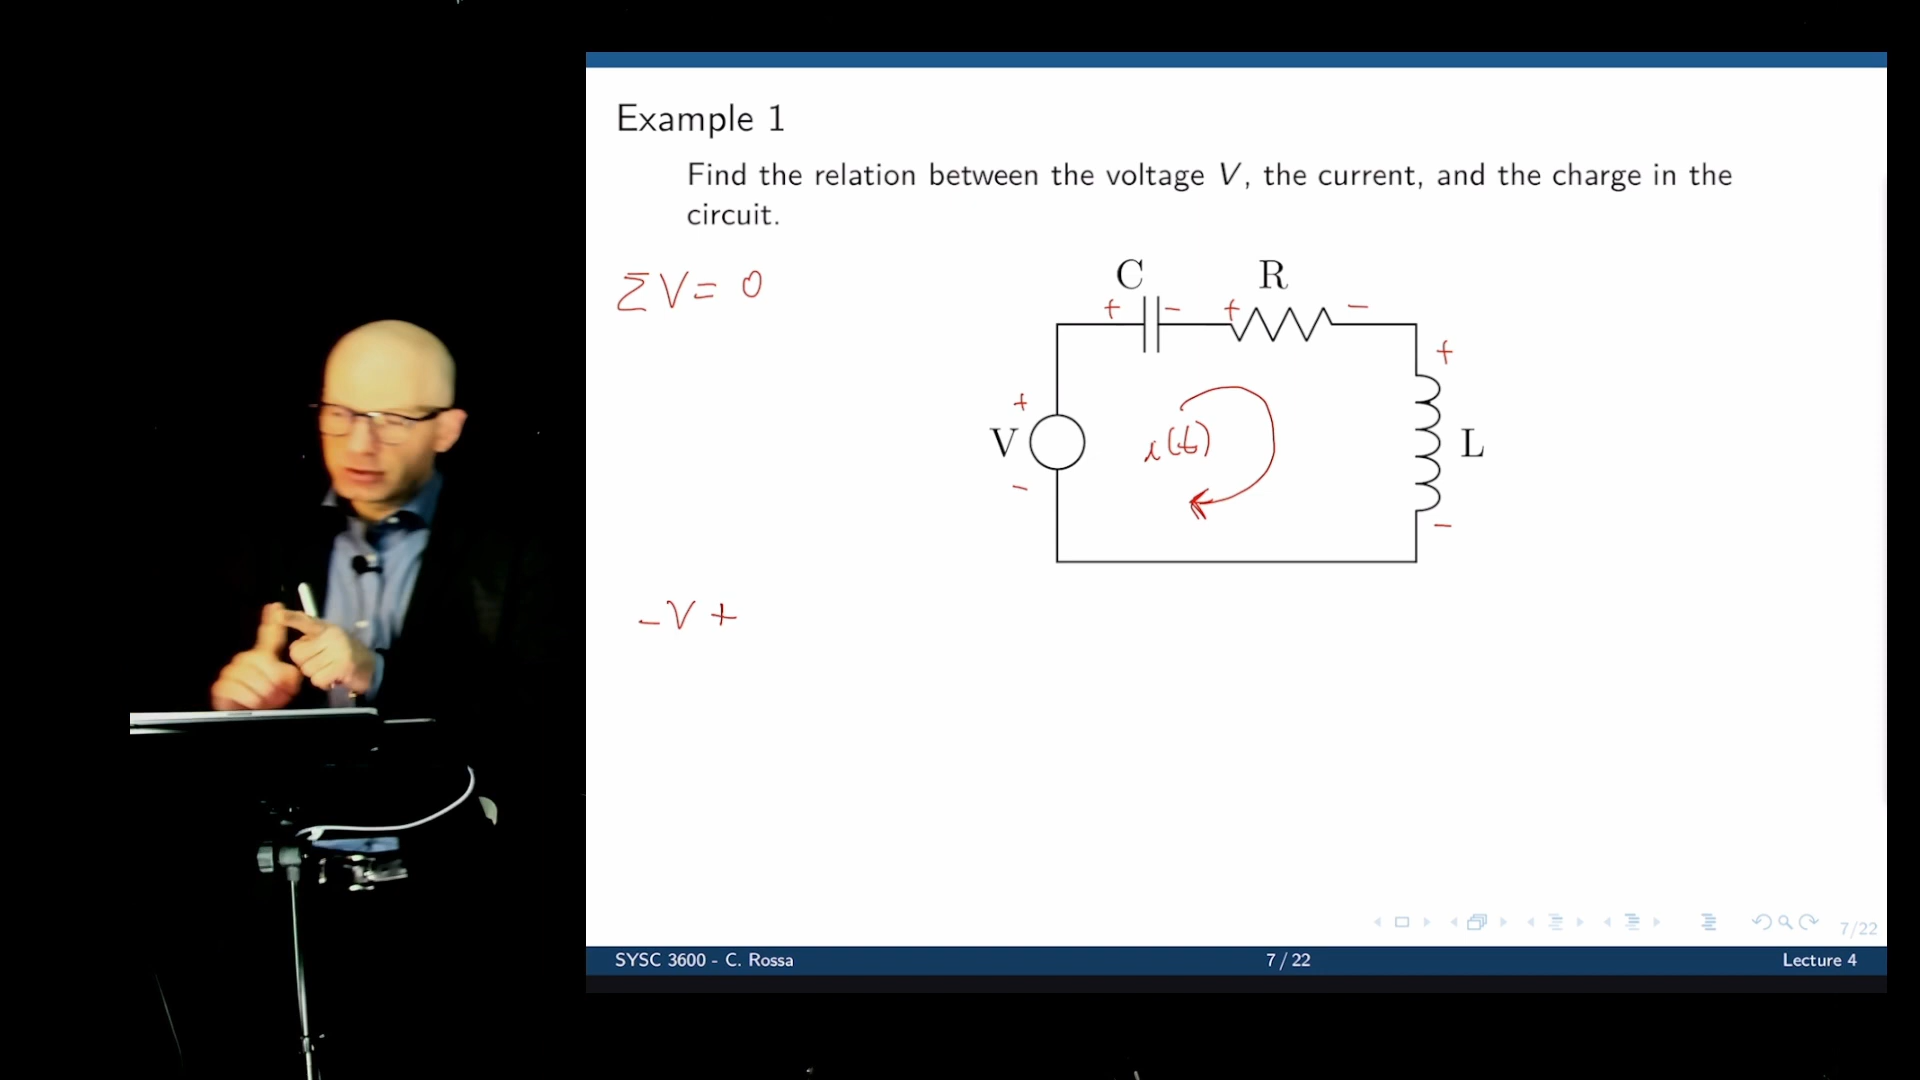 Example 1
Find the relation between the voltage V, the current, and the charge in the
circuit.
ΣV = 0
C R
+ - + -
+
+
V i(t) L
-
-
-V +
7/22
SYSC 3600 - C. Rossa 7 / 22 Lecture 4